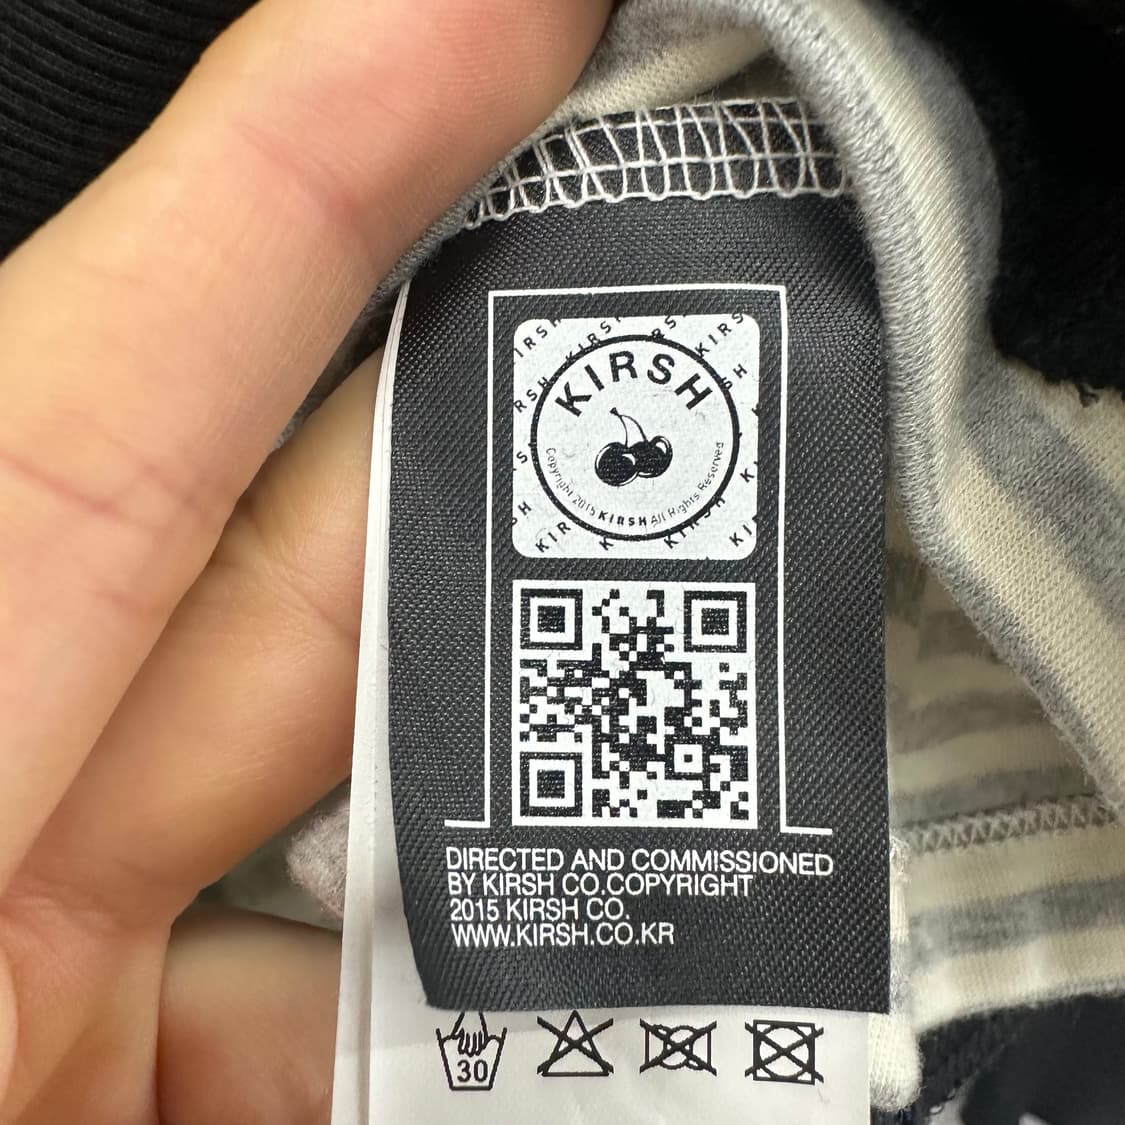 KIRSH
Copyright 2015 KIRSH All Rights Reserved
DIRECTED AND COMMISSIONED
BY KIRSH CO.COPYRIGHT
2015 KIRSH CO.
WWW.KIRSH.CO.KR
30